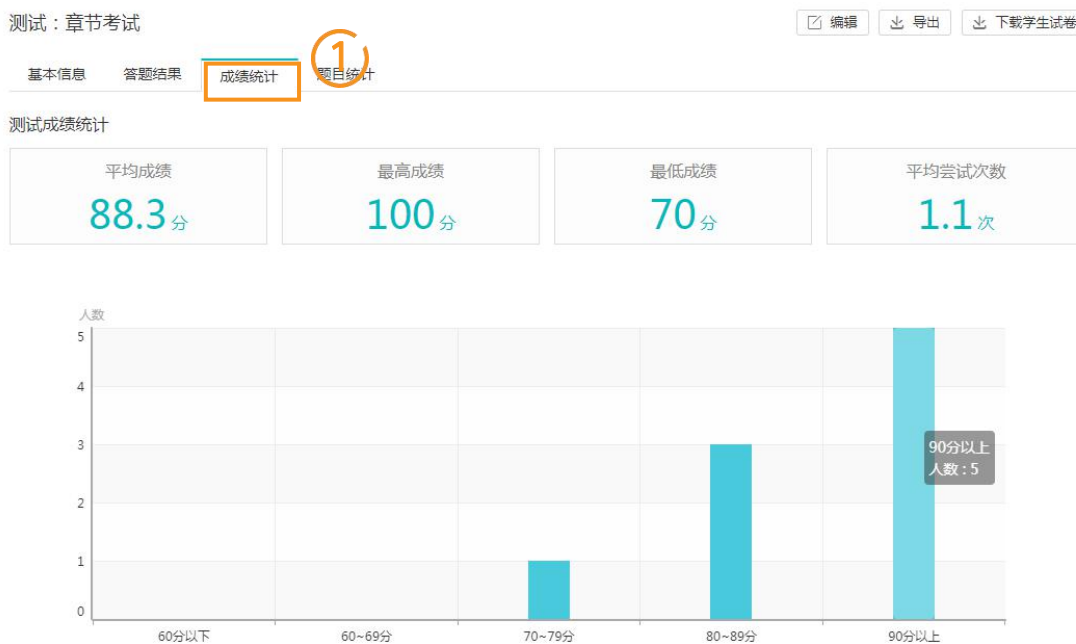 测试：章节考试
编辑 导出 下载学生试卷
基本信息 答题结果 成绩统计 题目统计
①
测试成绩统计
平均成绩 最高成绩 最低成绩 平均尝试次数
88.3分 100分 70分 1.1次
人数
5
4
3
90分以上
人数：5
2
1
0
60分以下 60~69分 70~79分 80~89分 90分以上